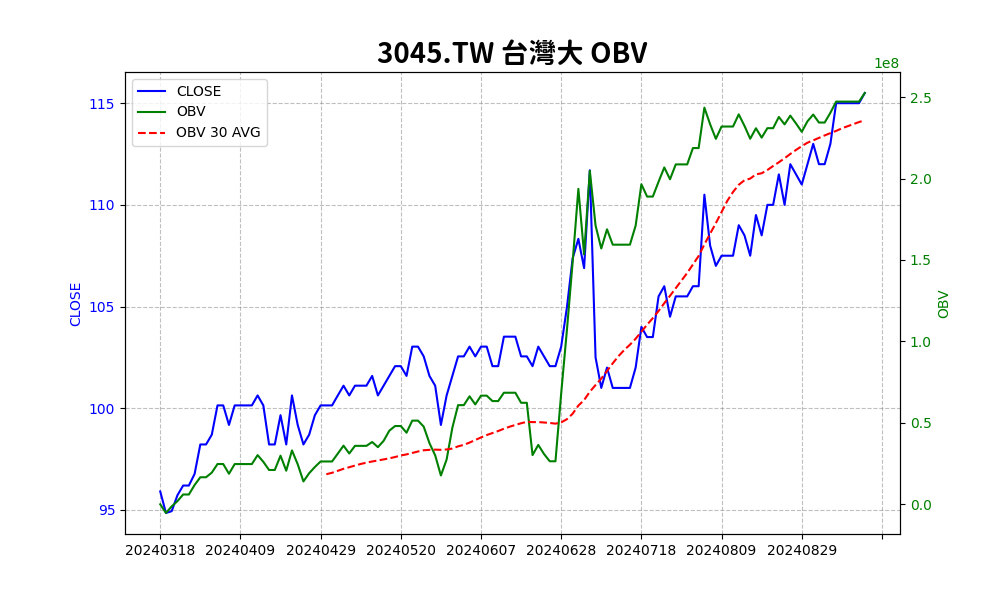 3045.TW 台灣大 OBV
1e8
CLOSE
OBV
OBV 30 AVG
115
110
105
100
95
CLOSE
2.5
2.0
1.5
1.0
0.5
0.0
OBV
20240318 20240409 20240429 20240520 20240607 20240628 20240718 20240809 20240829